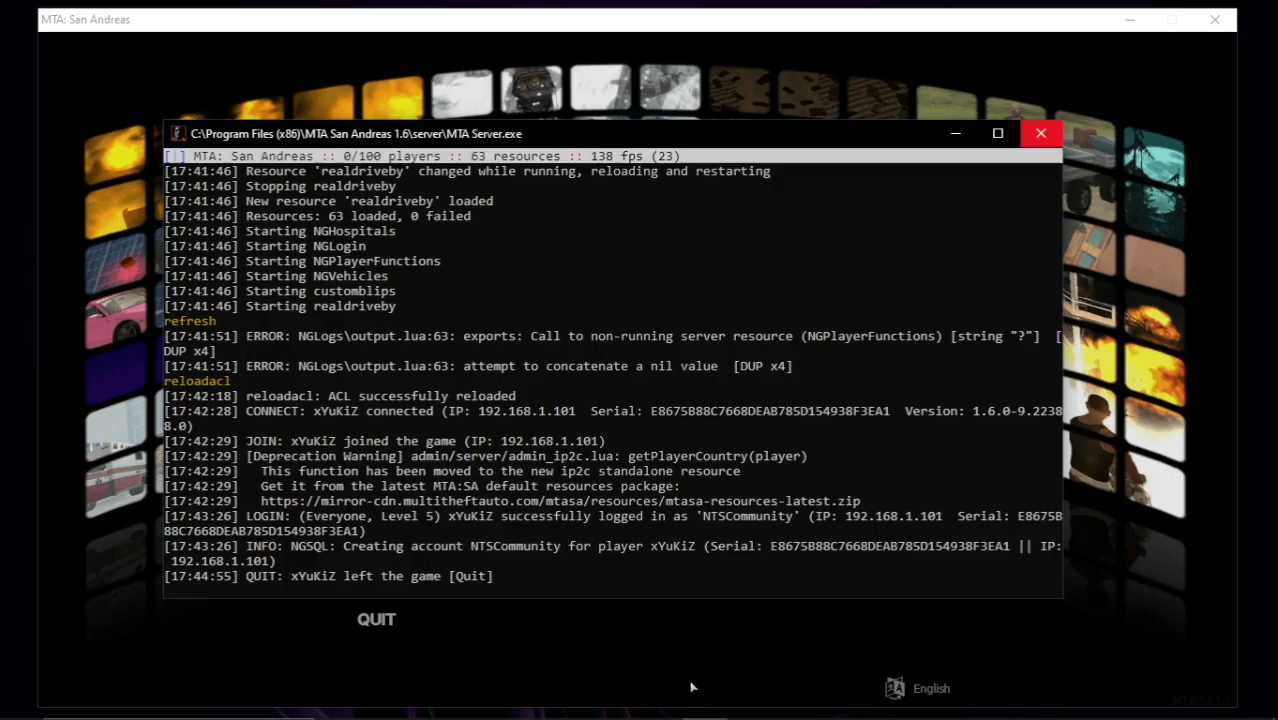 MTA: San Andreas
C:\Program Files (x86)\MTA San Andreas 1.6\server\MTA Server.exe
[|] MTA: San Andreas :: 0/100 players :: 63 resources :: 138 fps (23)
[17:41:46] Resource 'realdriveby' changed while running, reloading and restarting
[17:41:46] Stopping realdriveby
[17:41:46] New resource 'realdriveby' loaded
[17:41:46] Resources: 63 loaded, 0 failed
[17:41:46] Starting NGHospitals
[17:41:46] Starting NGLogin
[17:41:46] Starting NGPlayerFunctions
[17:41:46] Starting NGVehicles
[17:41:46] Starting customblips
[17:41:46] Starting realdriveby
refresh
[17:41:51] ERROR: NGLogs\output.lua:63: exports: Call to non-running server resource (NGPlayerFunctions) [string "?"]  [
DUP x4]
[17:41:51] ERROR: NGLogs\output.lua:63: attempt to concatenate a nil value  [DUP x4]
reloadacl
[17:42:18] reloadacl: ACL successfully reloaded
[17:42:28] CONNECT: xYuKiZ connected (IP: 192.168.1.101  Serial: E8675B88C7668DEAB785D154938F3EA1  Version: 1.6.0-9.2238
8.0)
[17:42:29] JOIN: xYuKiZ joined the game (IP: 192.168.1.101)
[17:42:29] [Deprecation Warning] admin/server/admin_ip2c.lua: getPlayerCountry(player)
[17:42:29]   This function has been moved to the new ip2c standalone resource
[17:42:29]   Get it from the latest MTA:SA default resources package:
[17:42:29]   https://mirror-cdn.multitheftauto.com/mtasa/resources/mtasa-resources-latest.zip
[17:43:26] LOGIN: (Everyone, Level 5) xYuKiZ successfully logged in as 'NTSCommunity' (IP: 192.168.1.101  Serial: E8675B
88C7668DEAB785D154938F3EA1)
[17:43:26] INFO: NGSQL: Creating account NTSCommunity for player xYuKiZ (Serial: E8675B88C7668DEAB785D154938F3EA1 || IP:
192.168.1.101)
[17:44:55] QUIT: xYuKiZ left the game [Quit]
QUIT
English
MTASA 1.6